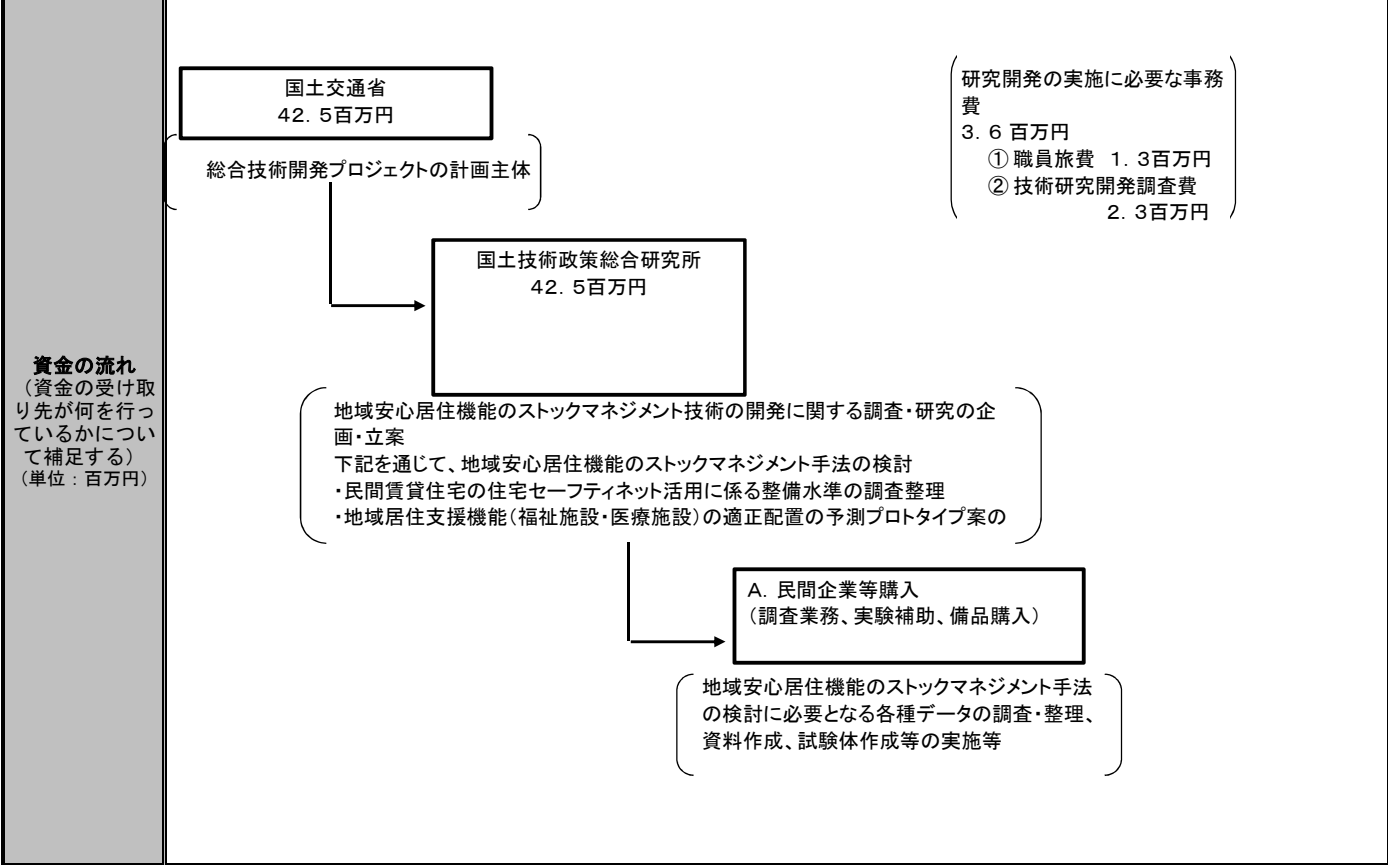 資金の流れ
（資金の受け取
り先が何を行っ
ているかについ
て補足する）
（単位：百万円）
国土交通省
４２．５百万円
総合技術開発プロジェクトの計画主体
研究開発の実施に必要な事務
費
３．６ 百万円
① 職員旅費　１．３百万円
② 技術研究開発調査費
２．３百万円
国土技術政策総合研究所
４２．５百万円
地域安心居住機能のストックマネジメント技術の開発に関する調査・研究の企
画・立案
下記を通じて、地域安心居住機能のストックマネジメント手法の検討
・民間賃貸住宅の住宅セーフティネット活用に係る整備水準の調査整理
・地域居住支援機能（福祉施設・医療施設）の適正配置の予測プロトタイプ案の
Ａ．民間企業等購入
（調査業務、実験補助、備品購入）
地域安心居住機能のストックマネジメント手法
の検討に必要となる各種データの調査・整理、
資料作成、試験体作成等の実施等